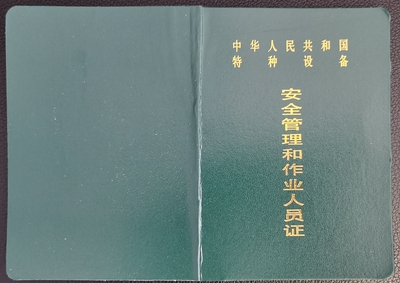 中华人民共和国
特种设备
安全管理和作业人员证